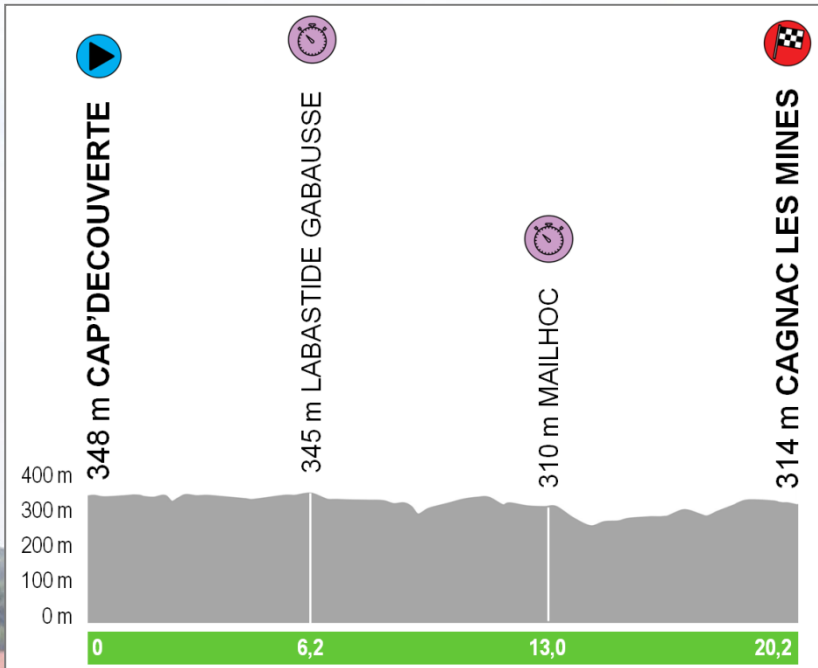 348 m CAP'DECOUVERTE
345 m LABASTIDE GABAUSSE
310 m MAILHOC
314 m CAGNAC LES MINES
400 m
300 m
200 m
100 m
0 m
0 6,2 13,0 20,2